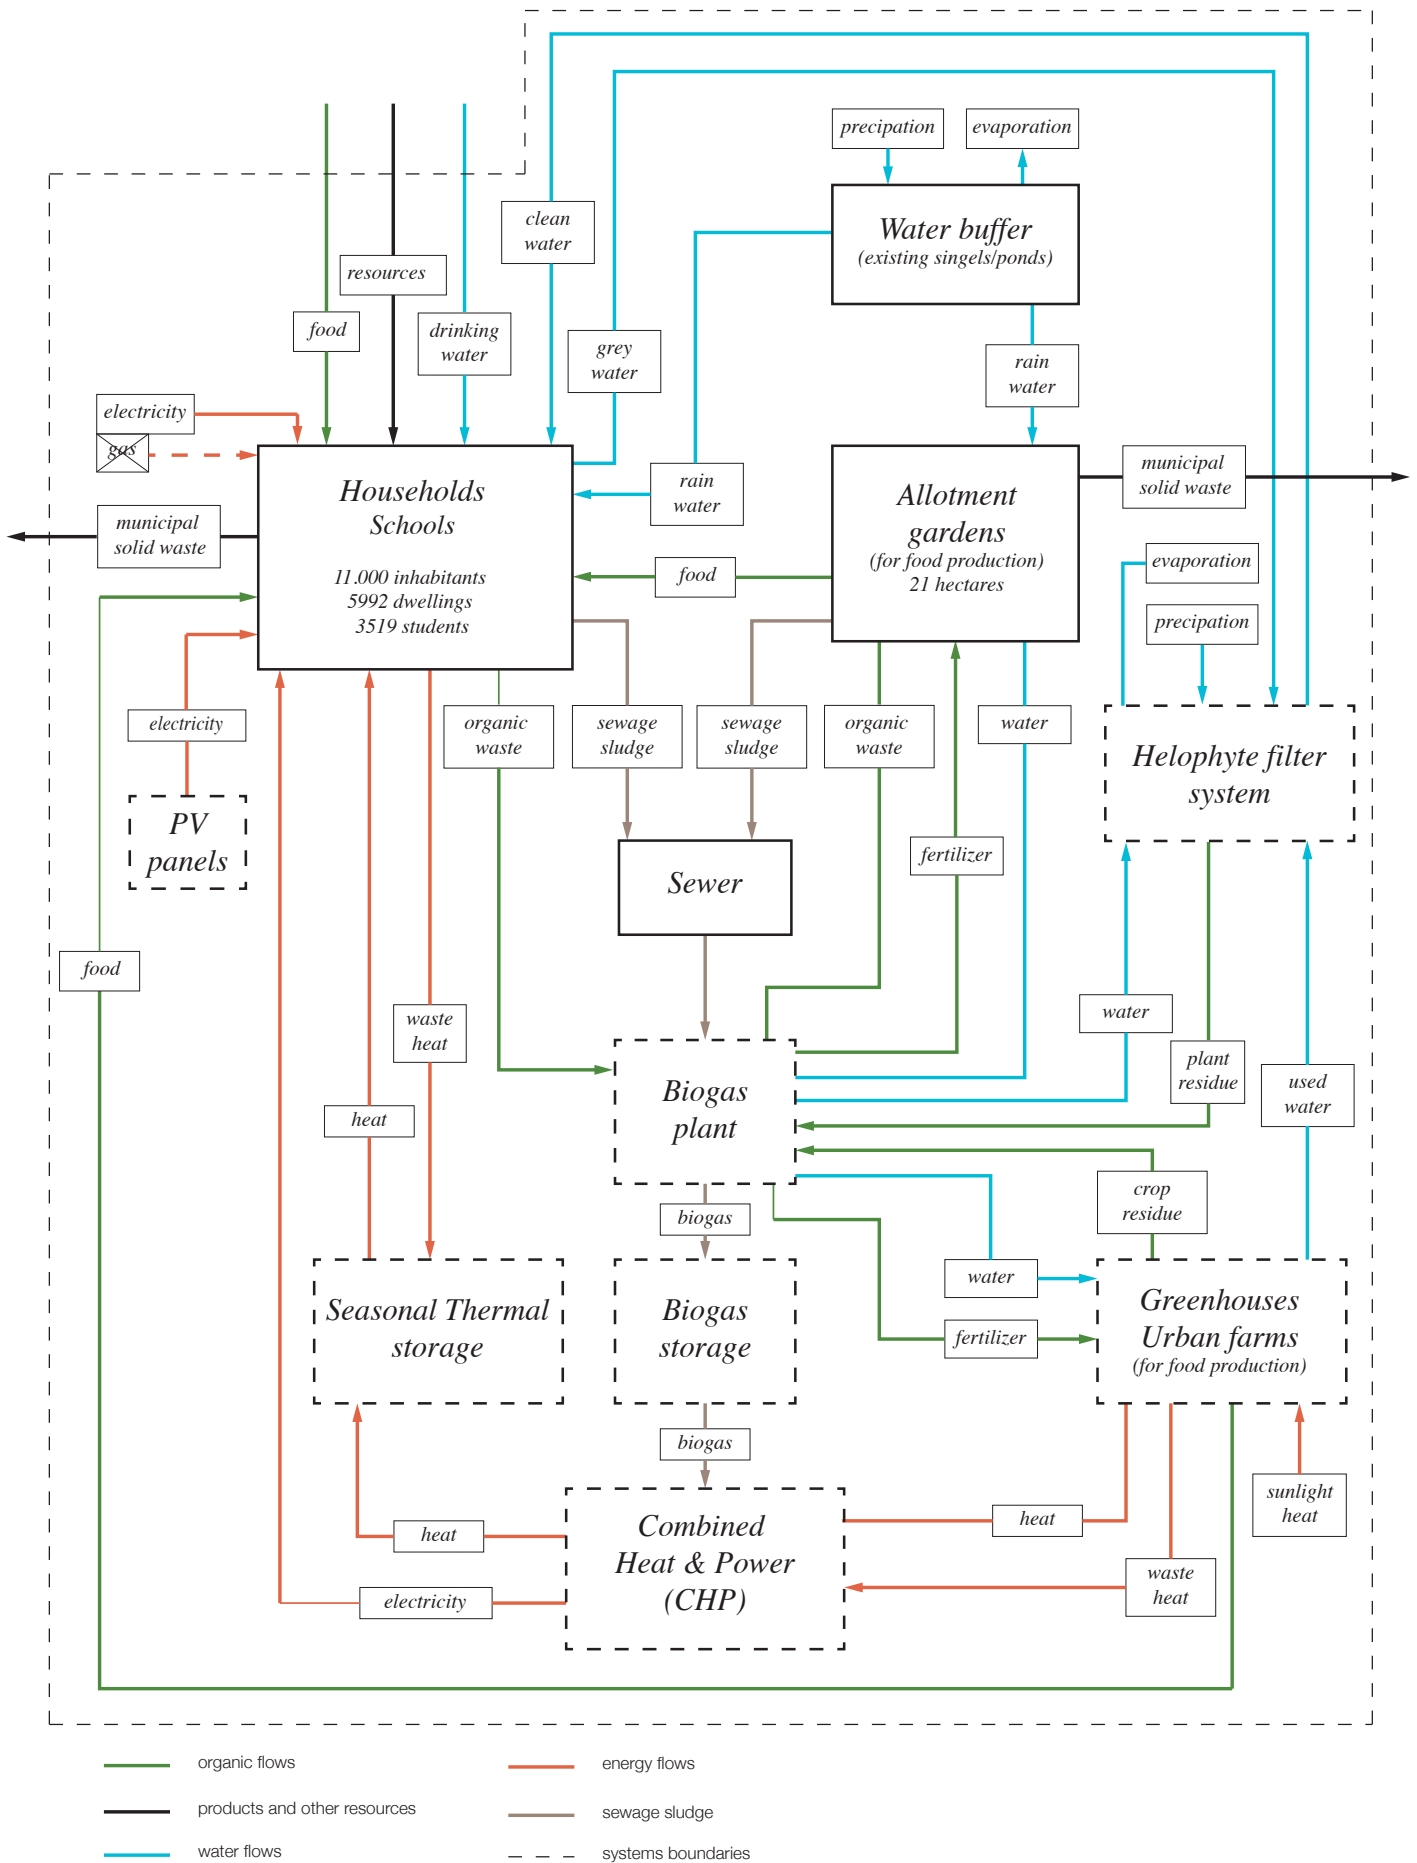 precipation
evaporation
Water buffer
(existing singels/ponds)
clean
water
resources
food
drinking
water
grey
water
rain
water
electricity
gas
Households
Schools
11.000 inhabitants
5992 dwellings
3519 students
rain
water
Allotment
gardens
(for food production)
21 hectares
municipal
solid waste
municipal
solid waste
food
evaporation
precipation
electricity
organic
waste
sewage
sludge
sewage
sludge
organic
waste
water
Helophyte filter
system
PV
panels
Sewer
fertilizer
food
waste
heat
water
plant
residue
used
water
heat
Biogas
plant
crop
residue
biogas
water
Seasonal Thermal
storage
Biogas
storage
Greenhouses
Urban farms
(for food production)
fertilizer
biogas
sunlight
heat
heat
Combined
Heat & Power
(CHP)
heat
waste
heat
electricity
organic flows
energy flows
products and other resources
sewage sludge
water flows
systems boundaries